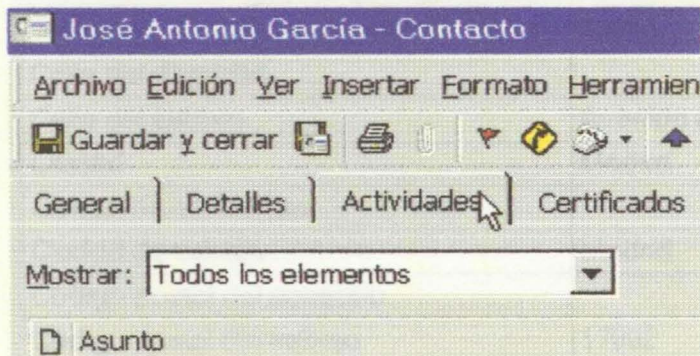 José Antonio García - Contacto
Archivo Edición Ver Insertar Formato Herramien
Guardar y cerrar
General Detalles Actividades Certificados
Mostrar: Todos los elementos
Asunto